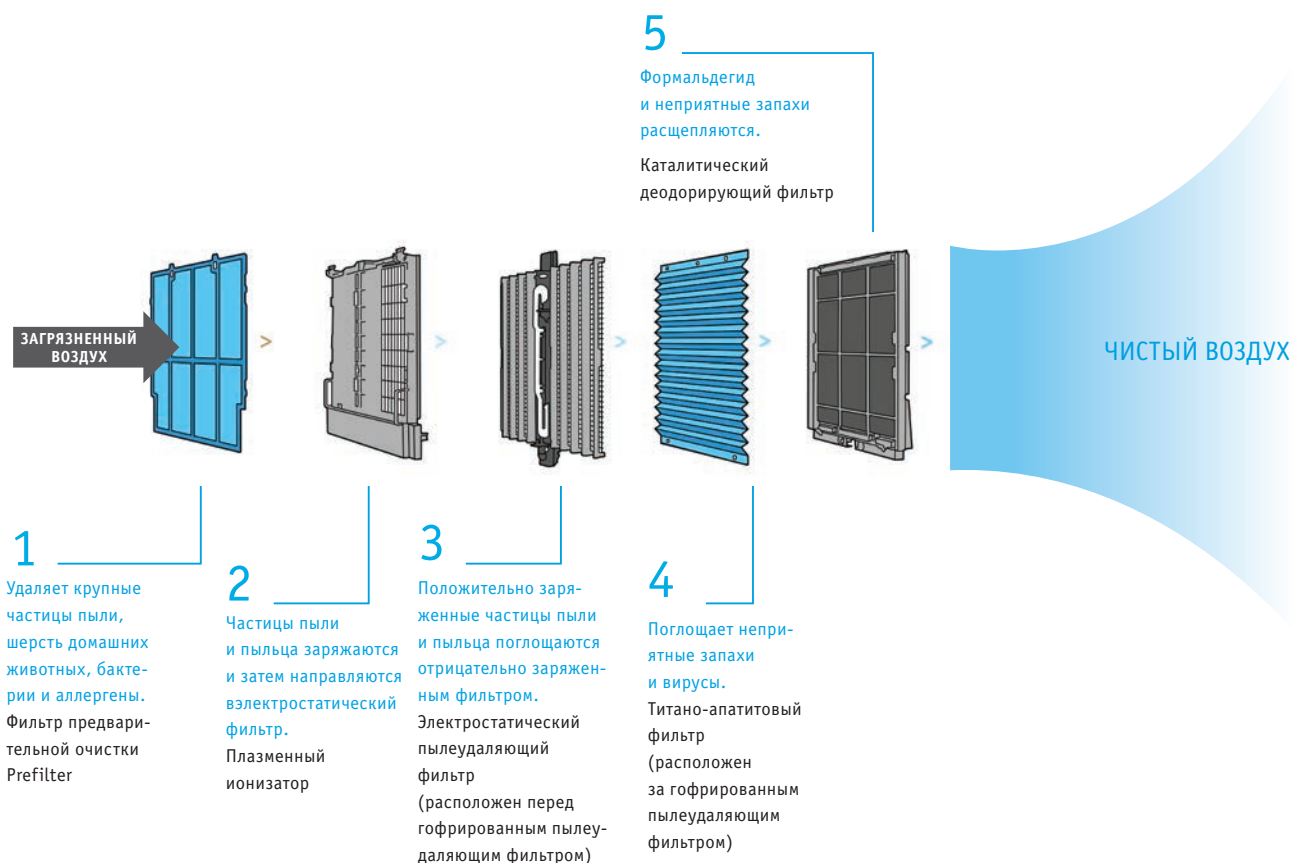 5
Формальдегид
и неприятные запахи
расщепляются.
Каталитический
деодорирующий фильтр
ЗАГРЯЗНЕННЫЙ
ВОЗДУХ
>
>
>
>
>
ЧИСТЫЙ ВОЗДУХ
1
Удаляет крупные
частицы пыли,
шерсть домашних
животных, бакте-
рии и аллергены.
Фильтр предвари-
тельной очистки
Prefilter
2
Частицы пыли
и пыльца заряжаются
и затем направляются
вэлектростатический
фильтр.
Плазменный
ионизатор
3
Положительно заря-
женные частицы пыли
и пыльца поглощаются
отрицательно заряжен-
ным фильтром.
Электростатический
пылеудаляющий
фильтр
(расположен перед
гофрированным пылеу-
даляющим фильтром)
4
Поглощает непри-
ятные запахи
и вирусы.
Титано-апатитовый
фильтр
(расположен
за гофрированным
пылеудаляющим
фильтром)